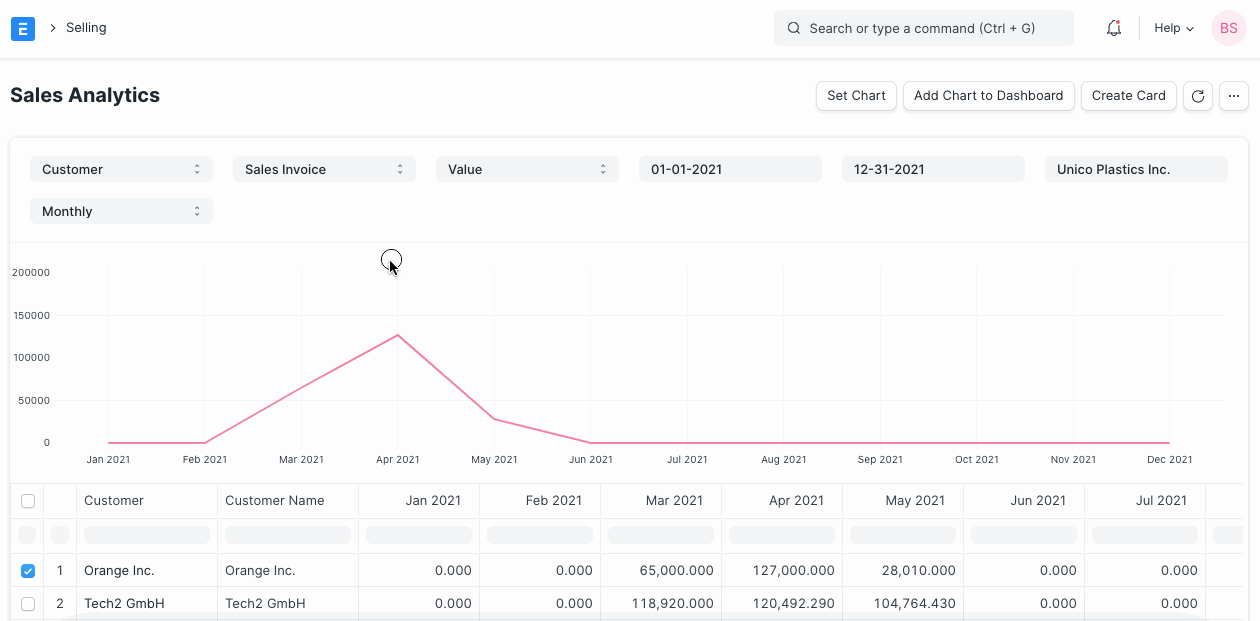 E Selling Search or type a command (Ctrl + G) Help BS
Sales Analytics Set Chart Add Chart to Dashboard Create Card ...
Customer Sales Invoice Value 01-01-2021 12-31-2021 Unico Plastics Inc.
Monthly
200000
150000
100000
50000
0
Jan 2021 Feb 2021 Mar 2021 Apr 2021 May 2021 Jun 2021 Jul 2021 Aug 2021 Sep 2021 Oct 2021 Nov 2021 Dec 2021
Customer Customer Name Jan 2021 Feb 2021 Mar 2021 Apr 2021 May 2021 Jun 2021 Jul 2021
1 Orange Inc. Orange Inc. 0.000 0.000 65,000.000 127,000.000 28,010.000 0.000 0.000
2 Tech2 GmbH Tech2 GmbH 0.000 0.000 118,920.000 120,492.290 104,764.430 0.000 0.000